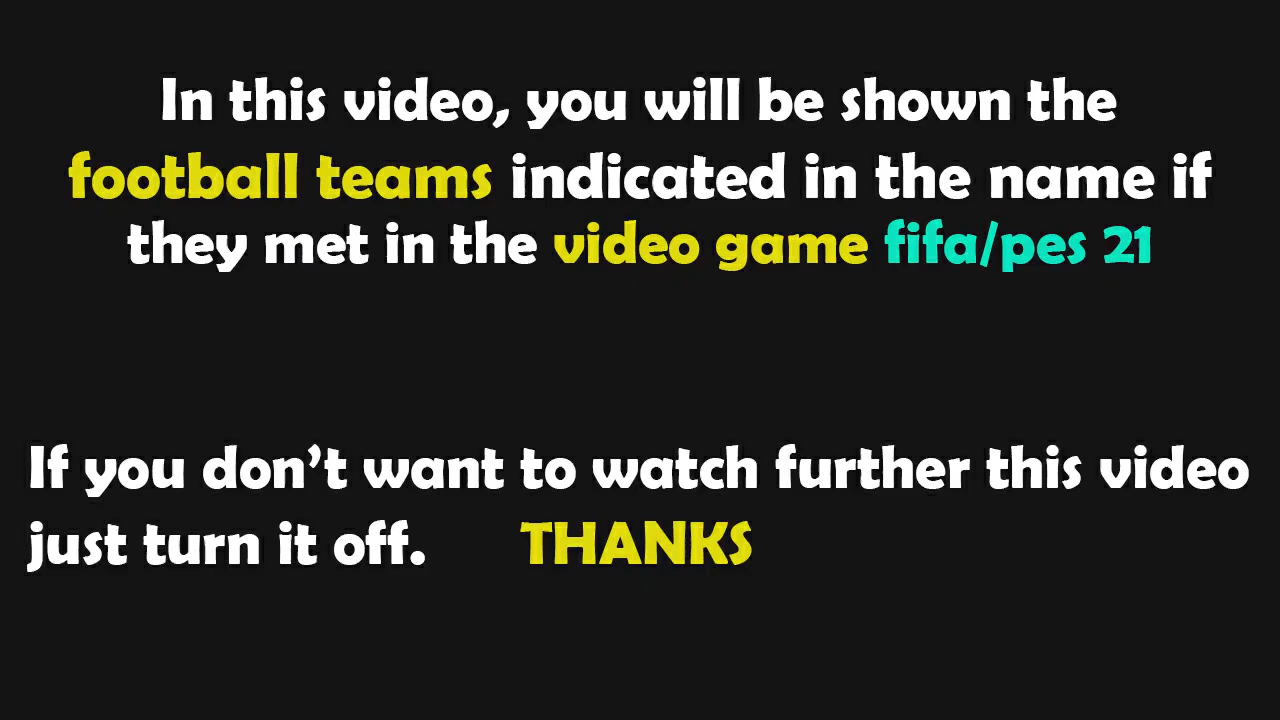 In this video, you will be shown the
football teams indicated in the name if
they met in the video game fifa/pes 21
If you don't want to watch further this video
just turn it off. THANKS